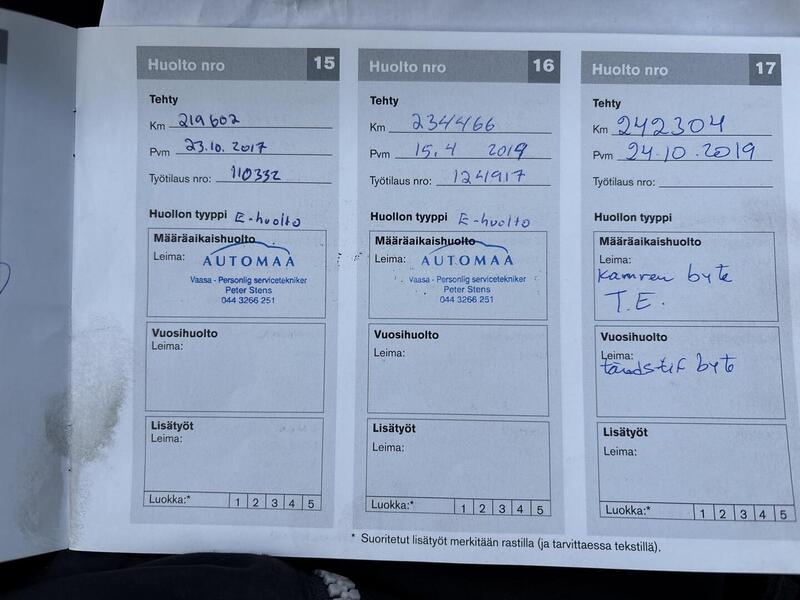 Huolto nro 15
Tehty
Km 219602
Pvm 23.10.2017
Työtilaus nro: 110332
Huollon tyyppi E-huolto
Määräaikaishuolto
Leima:
AUTOMAA
Vaasa - Personlig servicetekniker
Peter Stens
044 3266 251
Vuosihuolto
Leima:
Lisätyöt
Leima:
Luokka:* 1 2 3 4 5
Huolto nro 16
Tehty
Km 234466
Pvm 15.4 2019
Työtilaus nro: 124917
Huollon tyyppi E-huolto
Määräaikaishuolto
Leima:
AUTOMAA
Vaasa - Personlig servicetekniker
Peter Stens
044 3266 251
Vuosihuolto
Leima:
Lisätyöt
Leima:
Luokka:* 1 2 3 4 5
Huolto nro 17
Tehty
Km 242304
Pvm 24.10.2019
Työtilaus nro:
Huollon tyyppi
Määräaikaishuolto
Leima:
Kamren byte
T.E.
Vuosihuolto
Leima:
tändstif byte
Lisätyöt
Leima:
Luokka:* 1 2 3 4 5
* Suoritetut lisätyöt merkitään rastilla (ja tarvittaessa tekstillä).